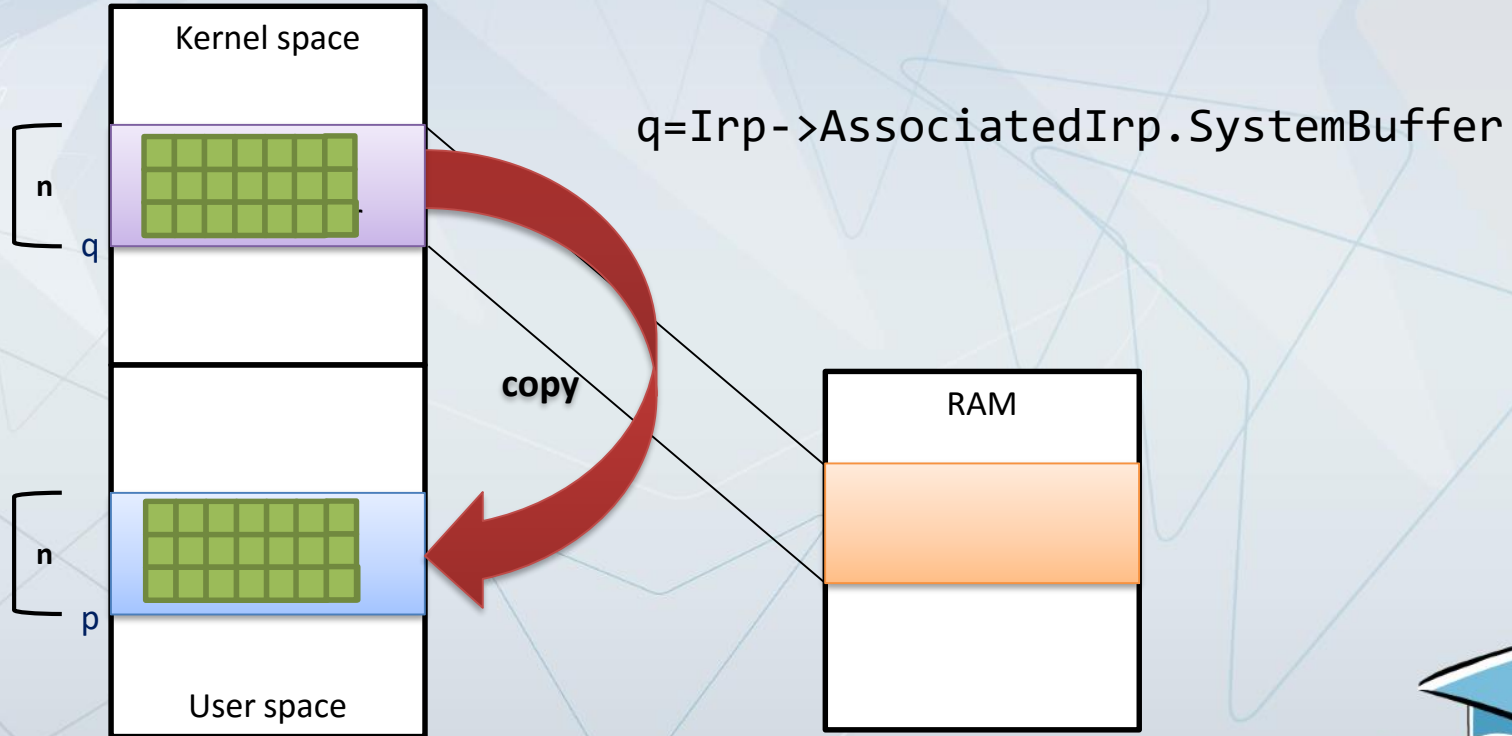 Kernel space
q=Irp->AssociatedIrp.SystemBuffer
n
q
copy
RAM
n
p
User space